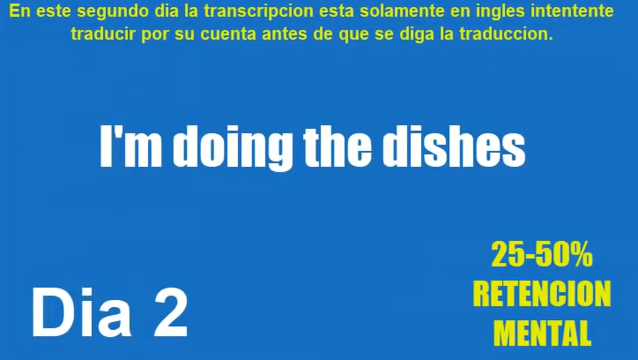 En este segundo dia la transcripcion esta solamente en ingles intentente
traducir por su cuenta antes de que se diga la traduccion.
I'm doing the dishes
25-50%
RETENCION
MENTAL
Dia 2